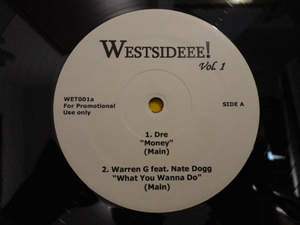 WESTSIDEEE!
Vol. 1
WET001a
For Promotional
Use only
SIDE A
1. Dre
"Money"
(Main)
2. Warren G feat. Nate Dogg
"What You Wanna Do"
(Main)